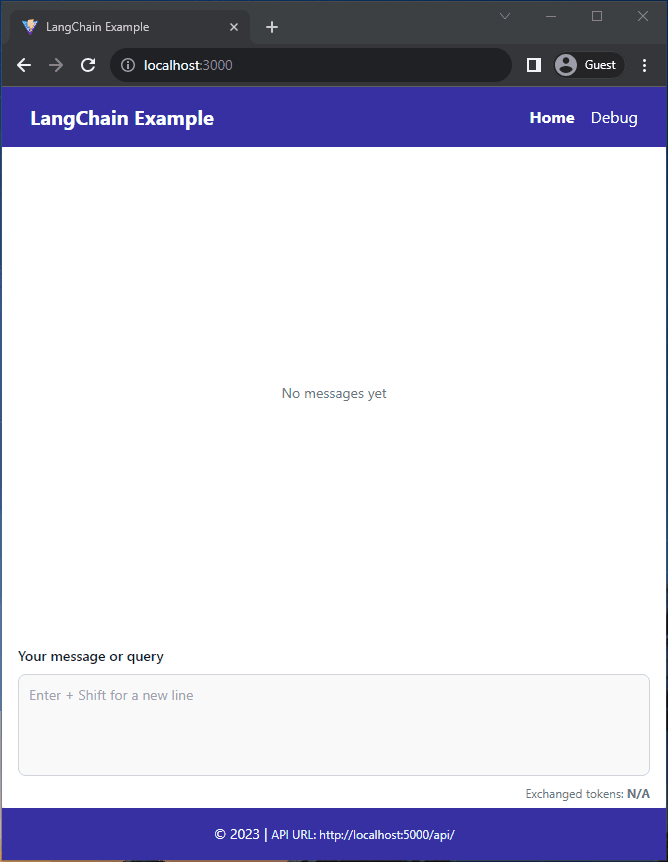 LangChain Example
localhost:3000
Guest
LangChain Example
Home
Debug
No messages yet
Your message or query
Enter + Shift for a new line
Exchanged tokens: N/A
© 2023 | API URL: http://localhost:5000/api/